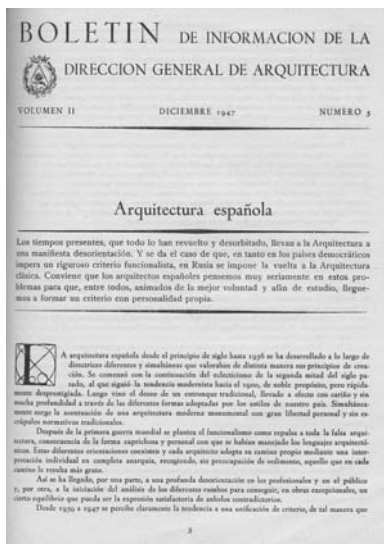 BOLETIN DE INFORMACION DE LA
DIRECCION GENERAL DE ARQUITECTURA
VOLUMEN II DICIEMBRE 1947 NUMERO 5
Arquitectura española
Los tiempos presentes, que todo lo han revuelto y desorbitado, llevan a la Arquitectura a
una manifiesta desorientación. Y se da el caso de que, en tanto en los países democráticos
impera un riguroso criterio funcionalista, en Rusia se impone la vuelta a la Arquitectura
clásica. Conviene que los arquitectos españoles pensemos muy seriamente en estos pro-
blemas para que, entre todos, animados de la mejor voluntad y afán de estudio, llegue-
mos a formar un criterio con personalidad propia.
LA arquitectura española desde el principio de siglo hasta 1936 se ha desarrollado a lo largo de
directrices diferentes y simultáneas que valoraban de distinta manera sus principios de crea-
ción. Se comenzó con la continuación del eclecticismo de la segunda mitad del siglo pa-
sado, al que siguió la tendencia modernista hacia el 1900, de noble propósito, pero rápida-
mente desprestigiada. Luego vino el deseo de un entronque tradicional, llevado a efecto con cariño y sin
mucha profundidad a través de las diferentes formas adoptadas por los estilos de nuestro país. Simultánea-
mente surge la acentuación de una arquitectura moderna monumental con gran libertad personal y sin es-
crúpulos normativos tradicionales.
Después de la primera guerra mundial se plantea el funcionalismo como repulsa a toda la falsa arqui-
tectura, consecuencia de la forma caprichosa y personal con que se habían manejado los lenguajes arquitectó-
nicos. Estas diferentes orientaciones coexisten y cada arquitecto adopta su camino propio mediante una inter-
pretación individual en completa anarquía, recogiendo, sin preocupación de sedimento, aquello que en cada
camino le resulta más grato.
Así se ha llegado, por una parte, a una profunda desorientación en los profesionales y en el público
y, por otra, a la iniciación del análisis de los diferentes rumbos para conseguir, en obras excepcionales, un
cierto equilibrio que pueda ser la expresión satisfactoria de anhelos contradictorios.
Desde 1939 a 1947 se percibe claramente la tendencia a una unificación de criterio, de tal manera que
3